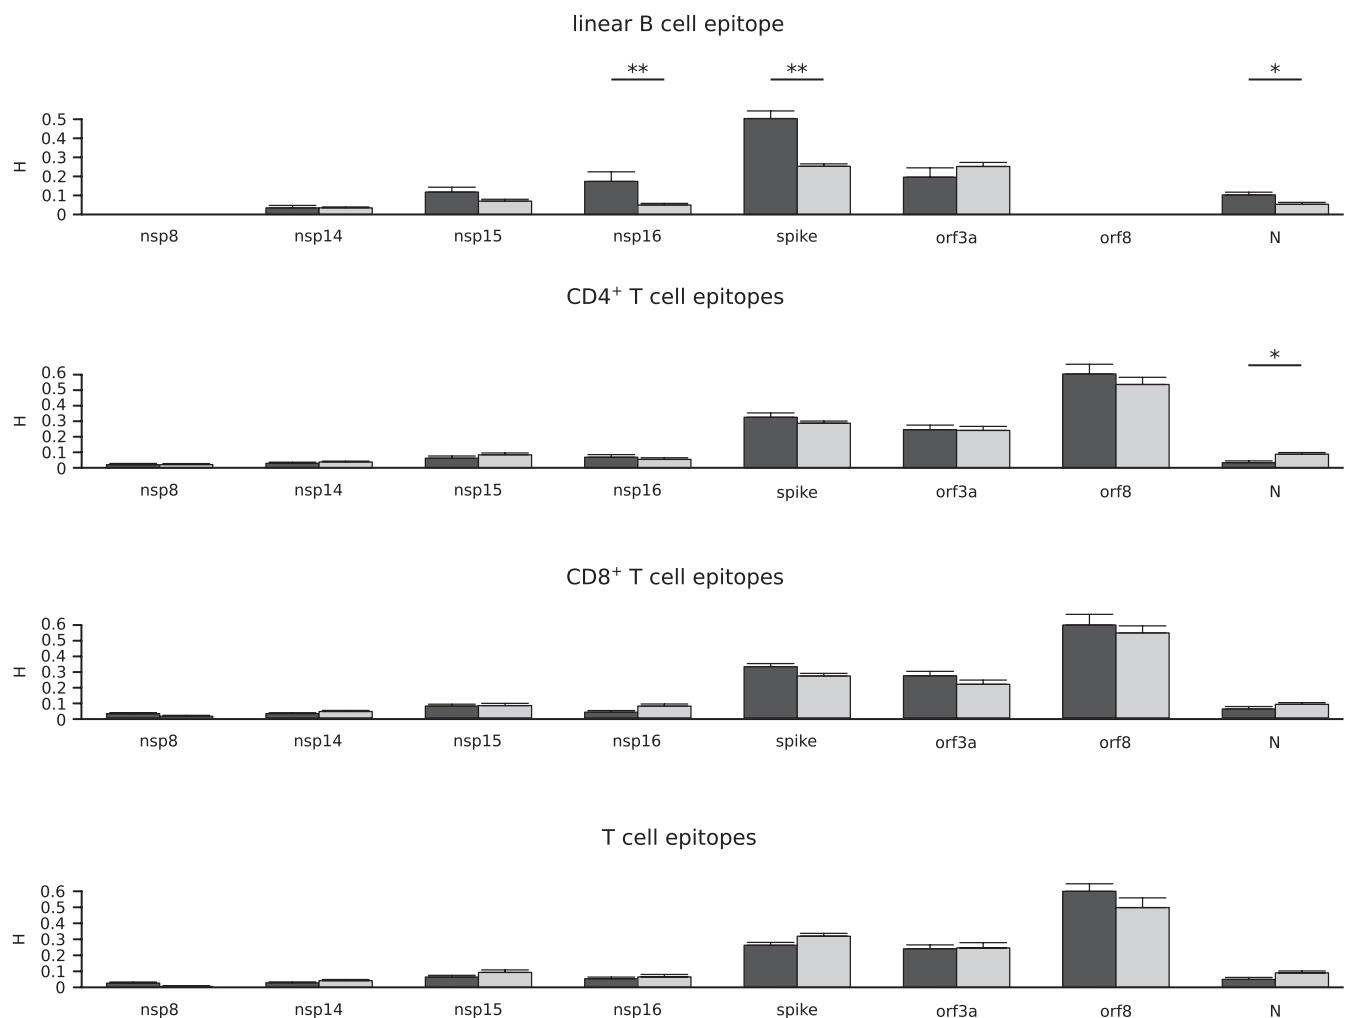 linear B cell epitope
** ** *
0.5
0.4
0.3
0.2
0.1
0
H
nsp8 nsp14 nsp15 nsp16 spike orf3a orf8 N
CD4⁺ T cell epitopes
*
0.6
0.5
0.4
0.3
0.2
0.1
0
H
nsp8 nsp14 nsp15 nsp16 spike orf3a orf8 N
CD8⁺ T cell epitopes
0.6
0.5
0.4
0.3
0.2
0.1
0
H
nsp8 nsp14 nsp15 nsp16 spike orf3a orf8 N
T cell epitopes
0.6
0.5
0.4
0.3
0.2
0.1
0
H
nsp8 nsp14 nsp15 nsp16 spike orf3a orf8 N